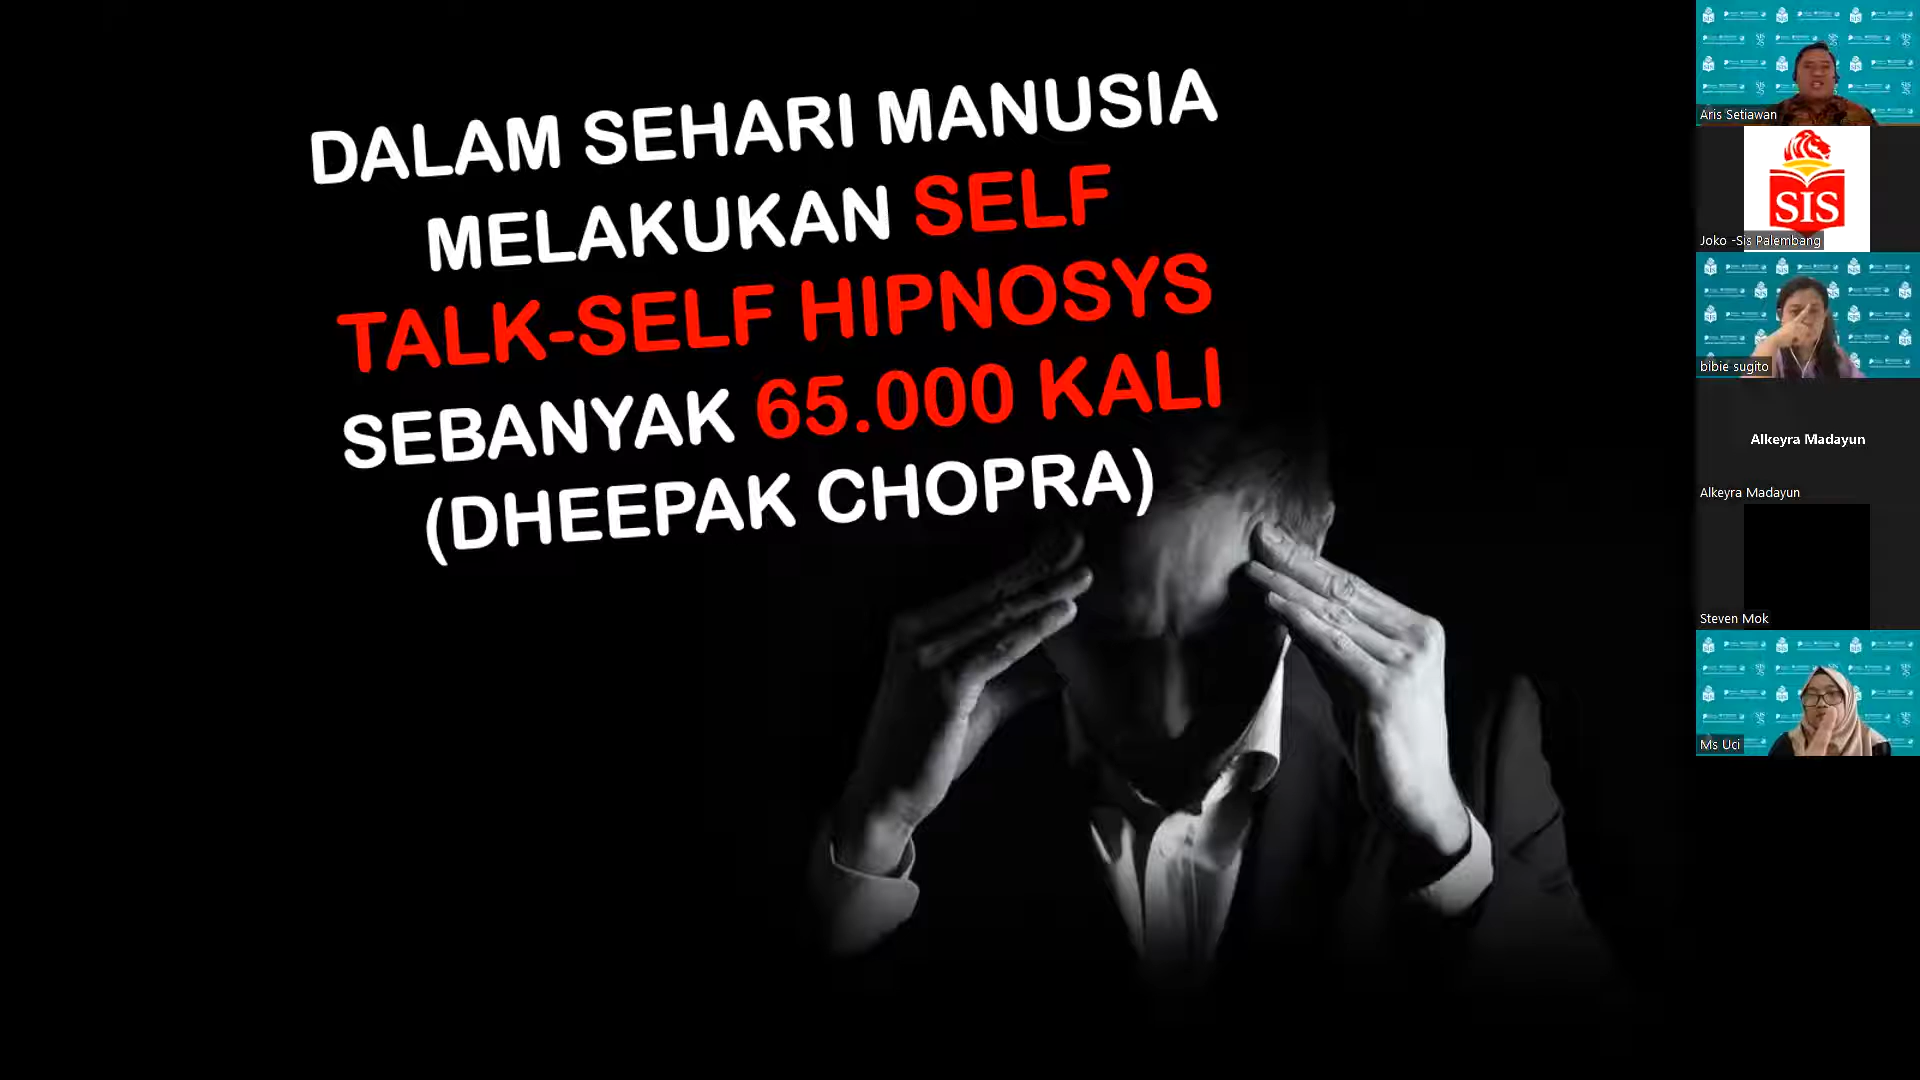 DALAM SEHARI MANUSIA
MELAKUKAN SELF
TALK-SELF HIPNOSYS
SEBANYAK 65.000 KALI
(DHEEPAK CHOPRA)
Aris Setiawan
SIS
Joko -Sis Palembang
bibie sugito
Alkeyra Madayun
Alkeyra Madayun
Steven Mok
Ms Uci